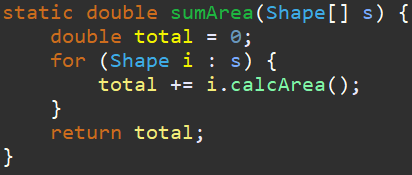 static double sumArea(Shape[] s) {
    double total = 0;
    for (Shape i : s) {
        total += i.calcArea();
    }
    return total;
}